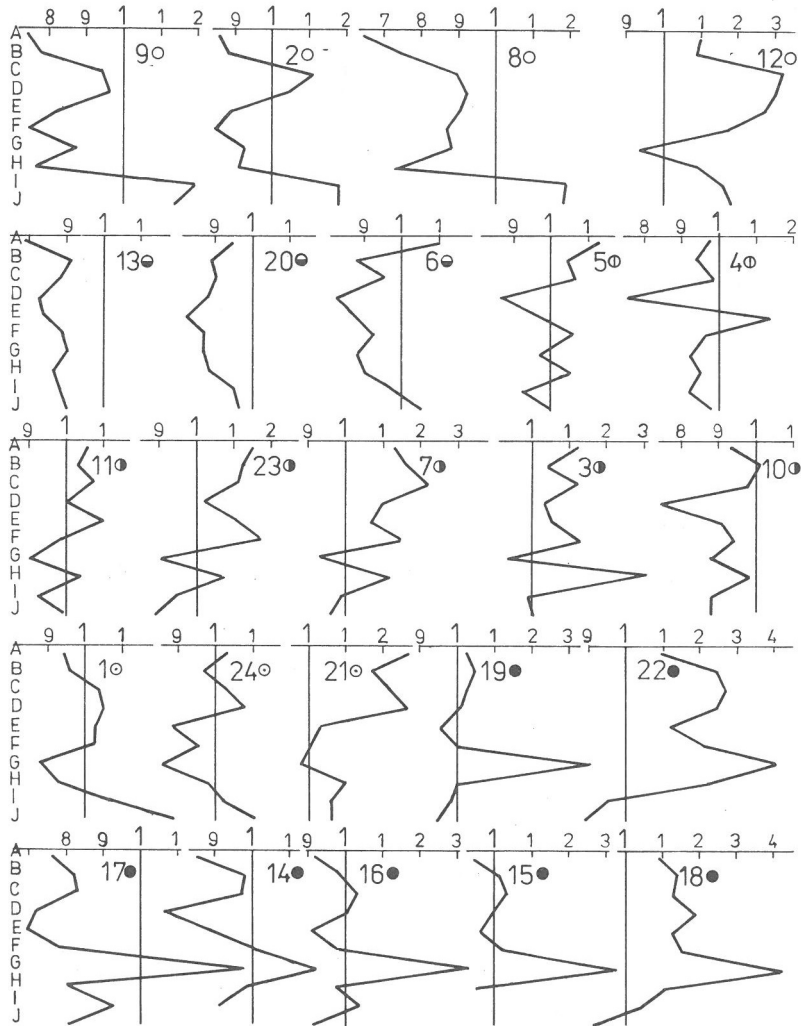 8 9 1 1 2 9 1 1 2 7 8 9 1 1 2 9 1 1 2 3
A
B 9○ 2○ 8○ 12○
C
D
E
F
G
H
I
J
9 1 1 9 1 1 9 1 1 9 1 1 8 9 1 1 2
A
B 13◒ 20◒ 6◒ 5⦶ 4⦶
C
D
E
F
G
H
I
J
9 1 1 9 1 1 2 9 1 1 2 3 1 1 2 3 8 9 1 1
A
B 11◑ 23◑ 7◑ 3◑ 10◑
C
D
E
F
G
H
I
J
9 1 1 9 1 1 1 1 2 9 1 1 2 3 9 1 1 2 3 4
A
B 1⊙ 24⊙ 21⊙ 19● 22●
C
D
E
F
G
H
I
J
8 9 1 1 9 1 1 1 1 2 3 1 1 2 3 1 1 2 3 4
A
B 17● 14● 16● 15● 18●
C
D
E
F
G
H
I
J